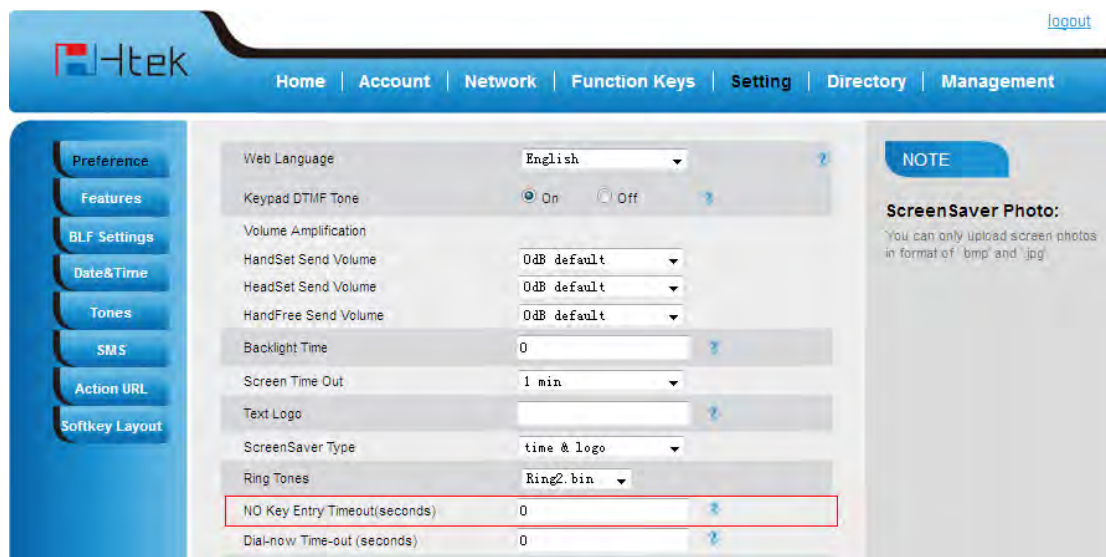 logout
Htek
Home | Account | Network | Function Keys | Setting | Directory | Management
Preference
Features
BLF Settings
Date&Time
Tones
SMS
Action URL
Softkey Layout
Web Language English ?
Keypad DTMF Tone On Off ?
Volume Amplification
HandSet Send Volume 0dB default
HeadSet Send Volume 0dB default
HandFree Send Volume 0dB default
Backlight Time 0 ?
Screen Time Out 1 min
Text Logo ?
ScreenSaver Type time & logo
Ring Tones Ring2.bin
NO Key Entry Timeout(seconds) 0 ?
Dial-now Time-out (seconds) 0 ?
NOTE
ScreenSaver Photo:
You can only upload screen photos
in format of '.bmp' and '.jpg'